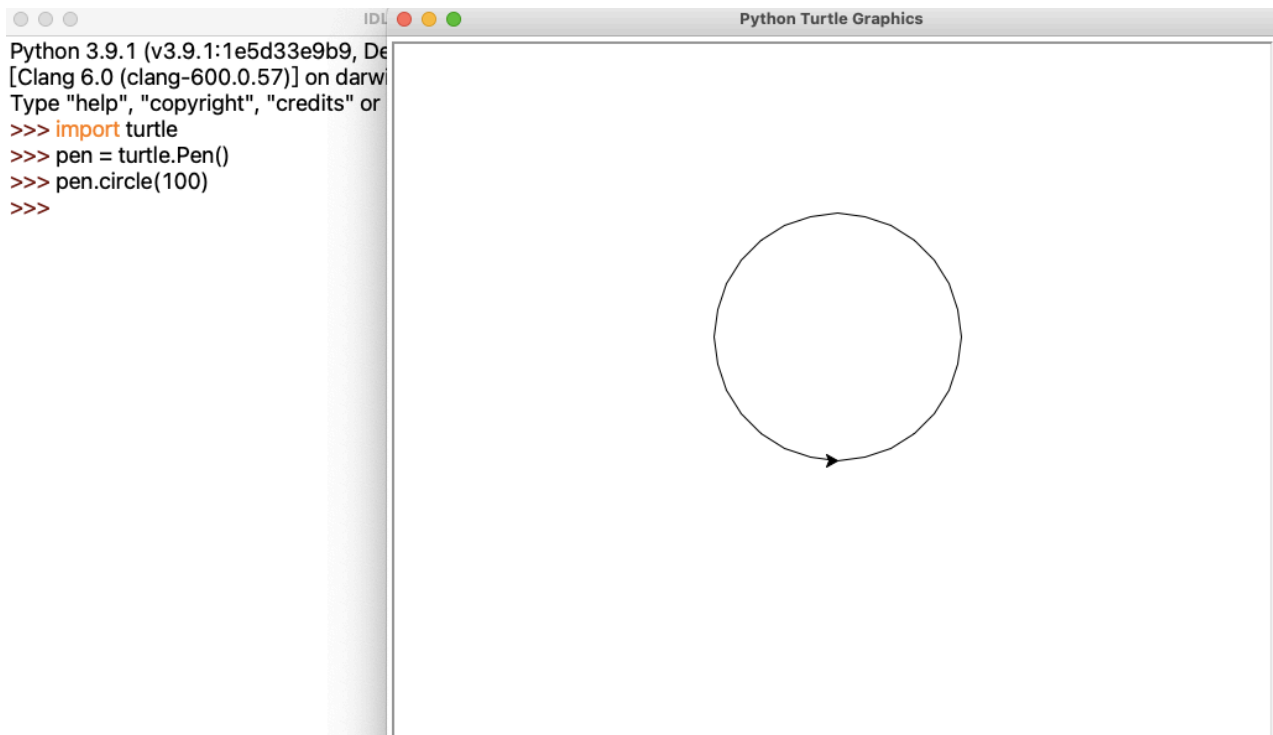 IDL
Python Turtle Graphics
Python 3.9.1 (v3.9.1:1e5d33e9b9, De
[Clang 6.0 (clang-600.0.57)] on darwi
Type "help", "copyright", "credits" or
>>> import turtle
>>> pen = turtle.Pen()
>>> pen.circle(100)
>>>